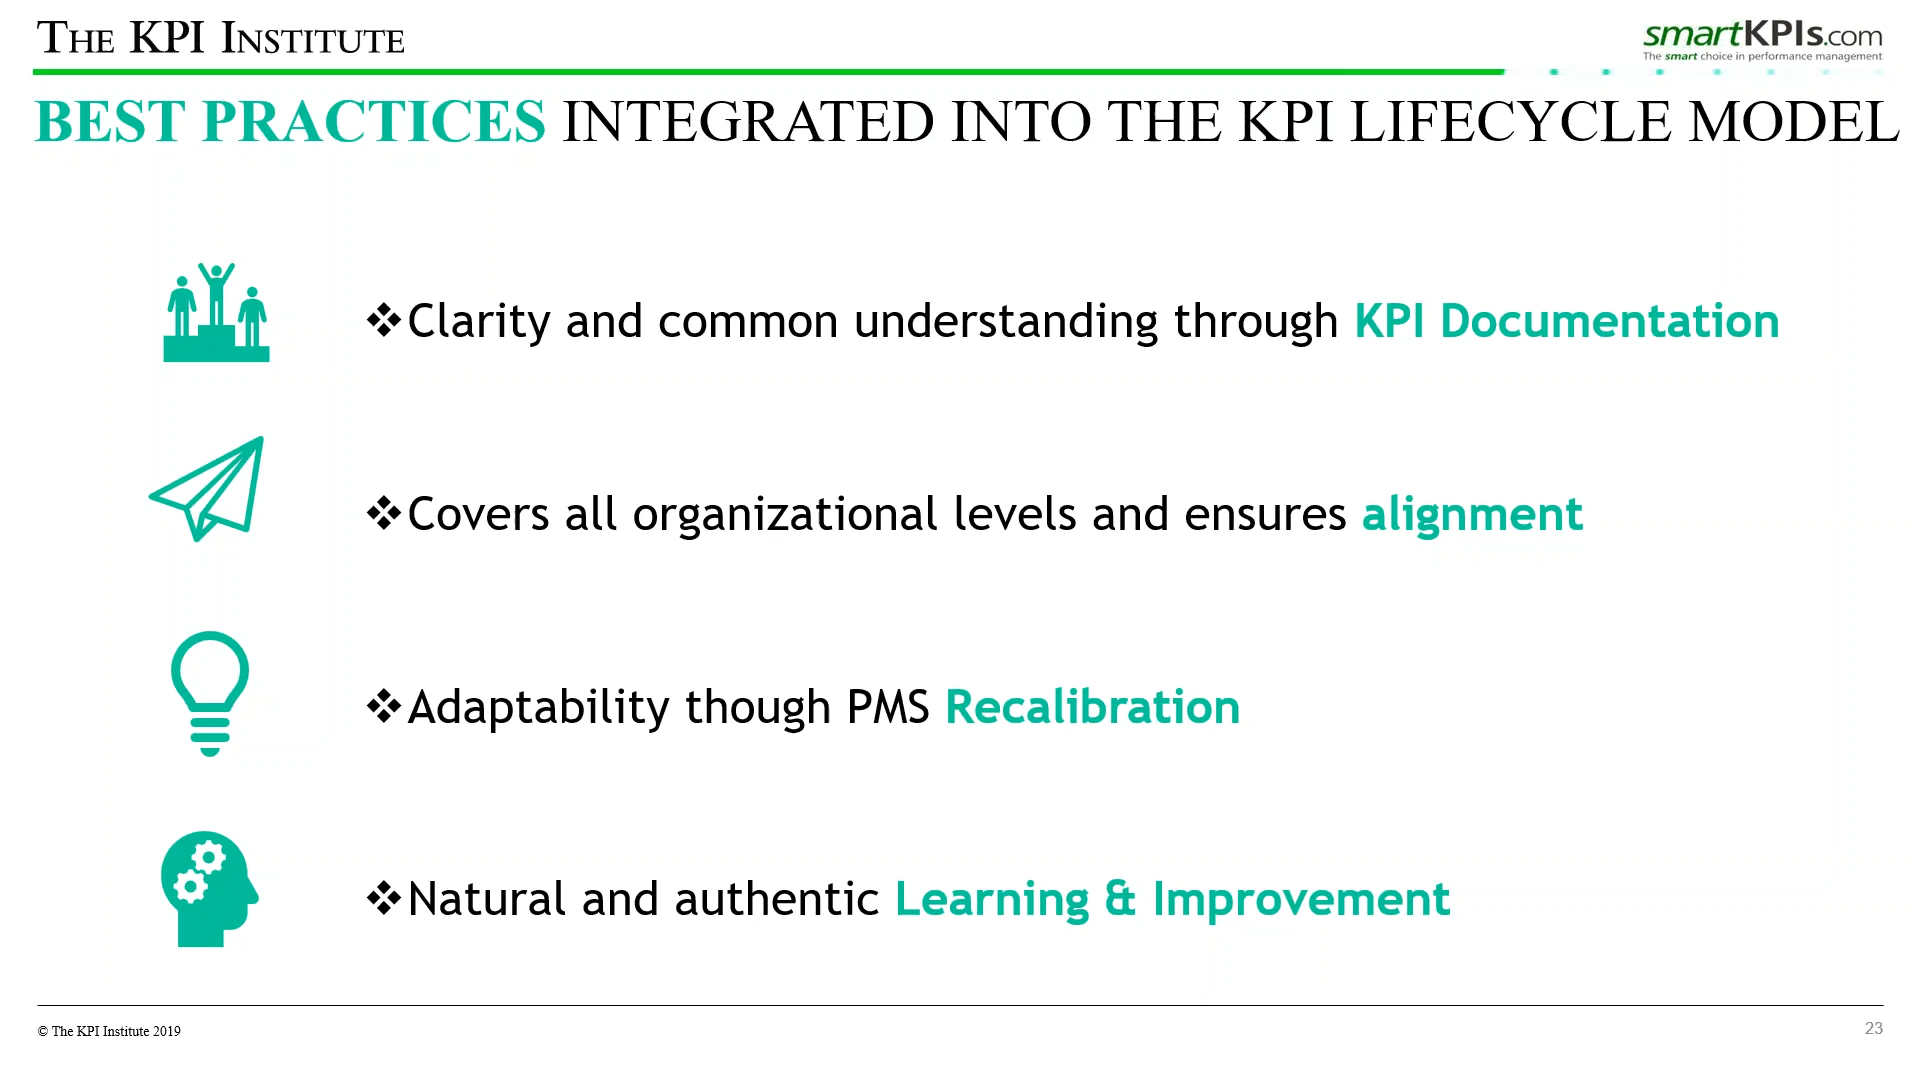 THE KPI INSTITUTE
smartKPIs.com
The smart choice in performance management
BEST PRACTICES INTEGRATED INTO THE KPI LIFECYCLE MODEL
❖Clarity and common understanding through KPI Documentation
❖Covers all organizational levels and ensures alignment
❖Adaptability though PMS Recalibration
❖Natural and authentic Learning & Improvement
© The KPI Institute 2019
23